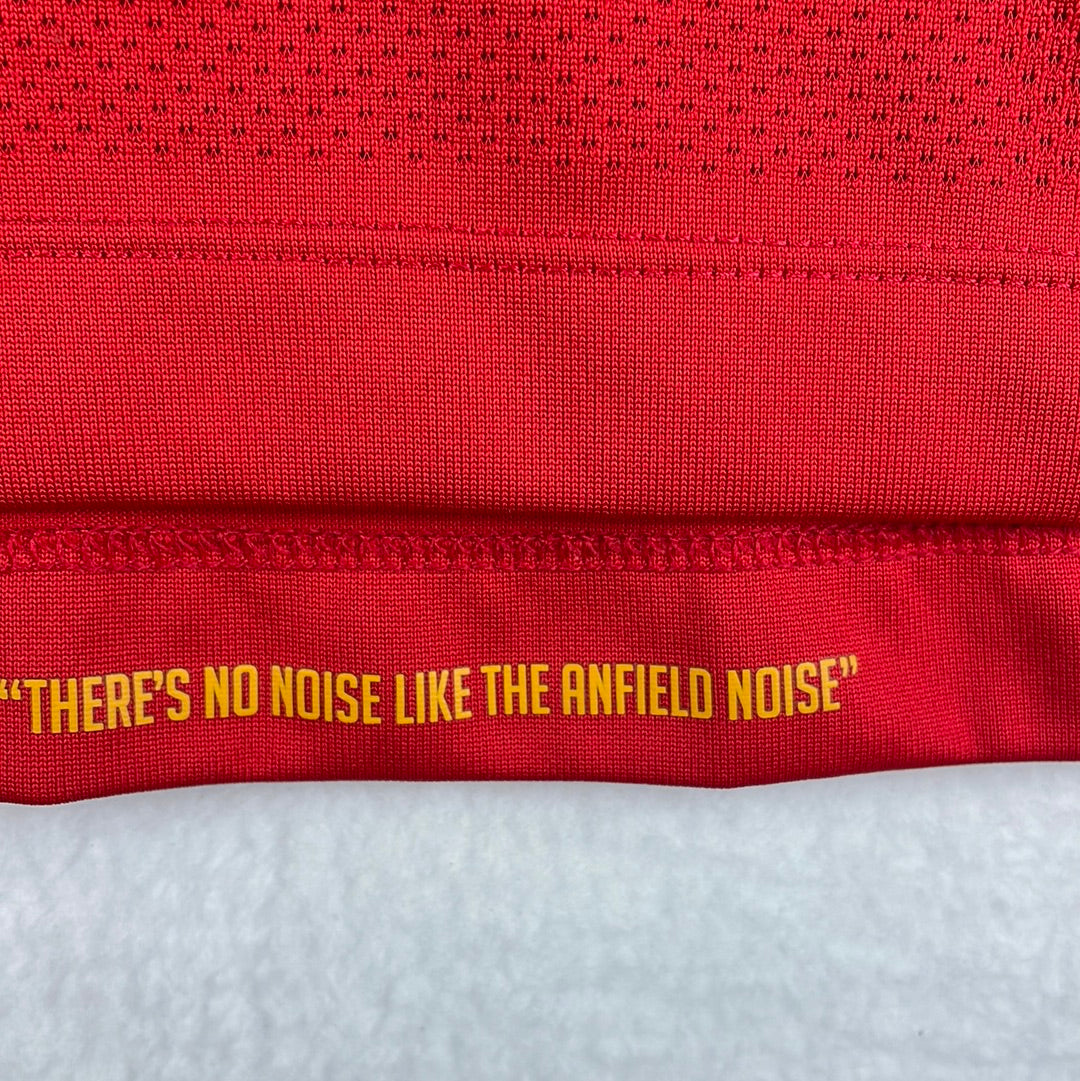 “THERE’S NO NOISE LIKE THE ANFIELD NOISE”